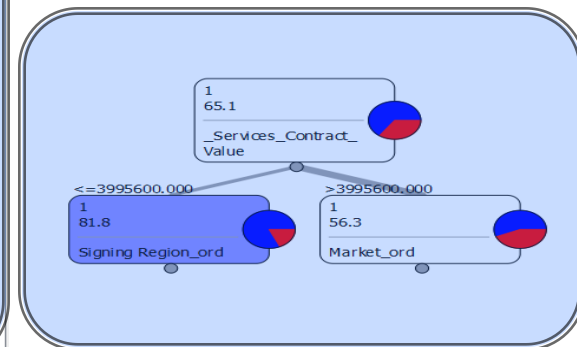 1
65.1
_Services_Contract_
Value
<=3995600.000
>3995600.000
1
81.8
Signing Region_ord
1
56.3
Market_ord